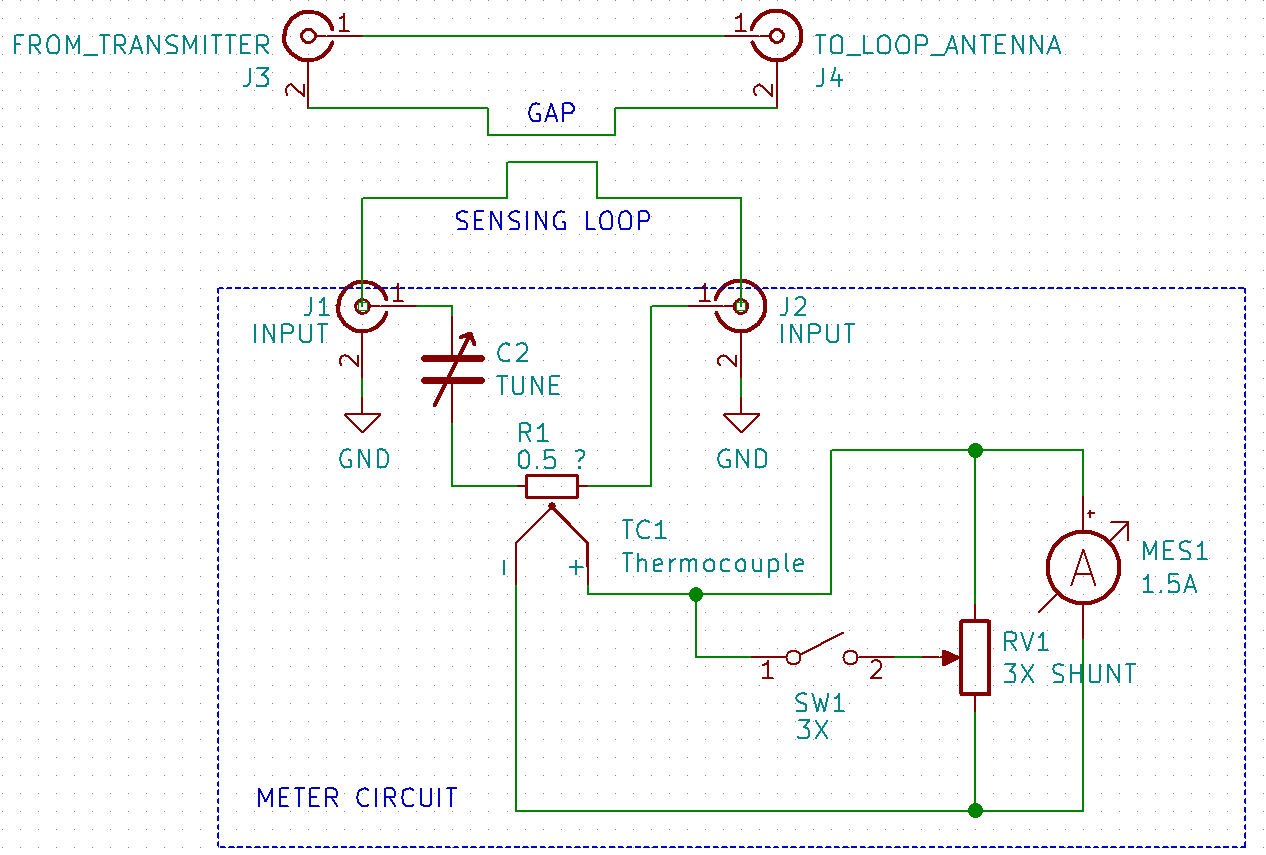 1
1
FROM_TRANSMITTER
TO_LOOP_ANTENNA
J3
J4
2
2
GAP
SENSING LOOP
1
1
J1
J2
INPUT
INPUT
2
C2
2
TUNE
R1
GND
0.5 ?
GND
+
TC1
MES1
Thermocouple
A
- +
1.5A
RV1
1
2
3X SHUNT
SW1
3X
METER CIRCUIT